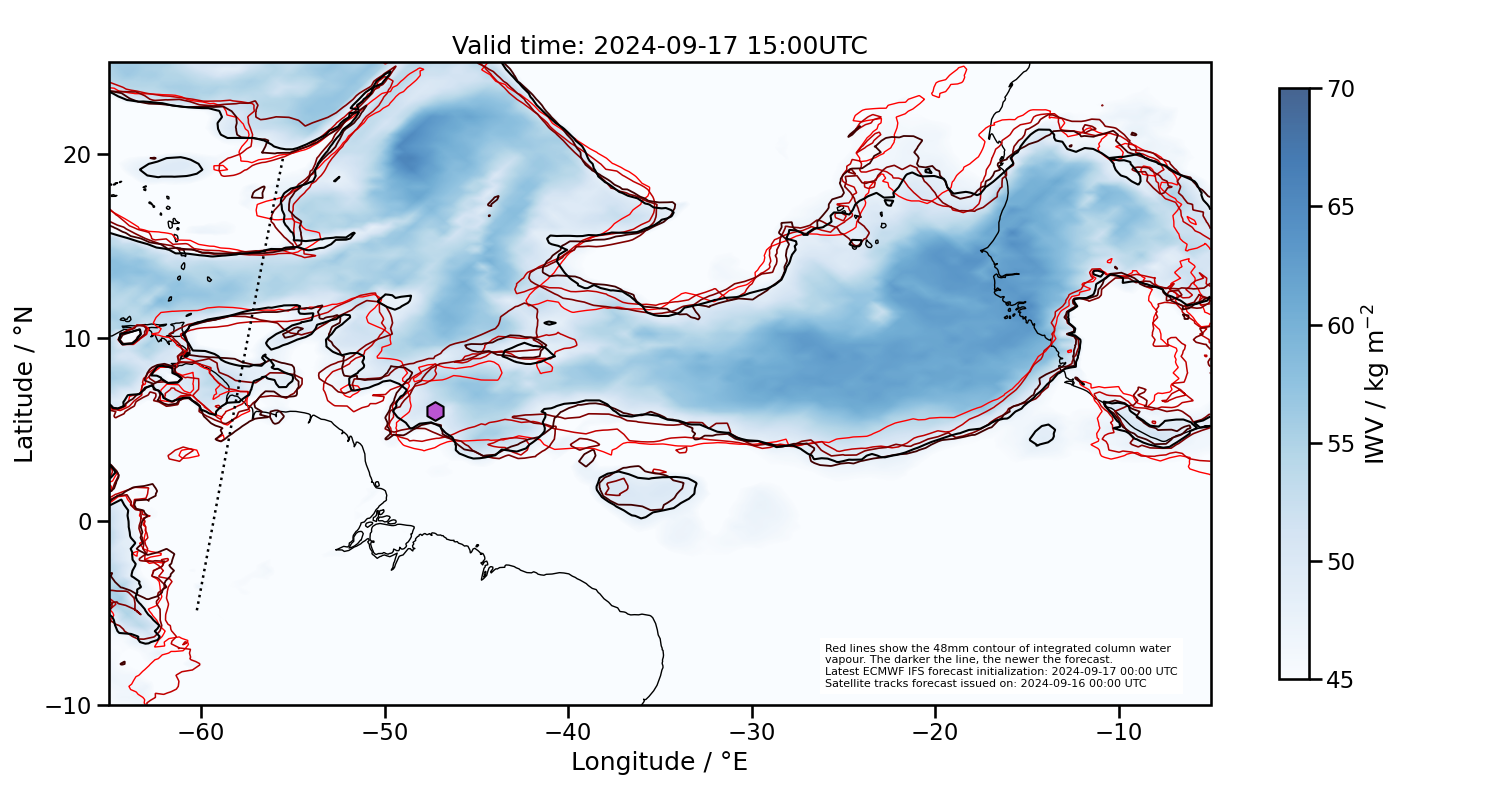 Valid time: 2024-09-17 15:00UTC
20
10
0
−10
−60
−50
−40
−30
−20
−10
Latitude / °N
Longitude / °E
Red lines show the 48mm contour of integrated column water
vapour. The darker the line, the newer the forecast.
Latest ECMWF IFS forecast initialization: 2024-09-17 00:00 UTC
Satellite tracks forecast issued on: 2024-09-16 00:00 UTC
70
65
60
55
50
45
IWV / kg m⁻²